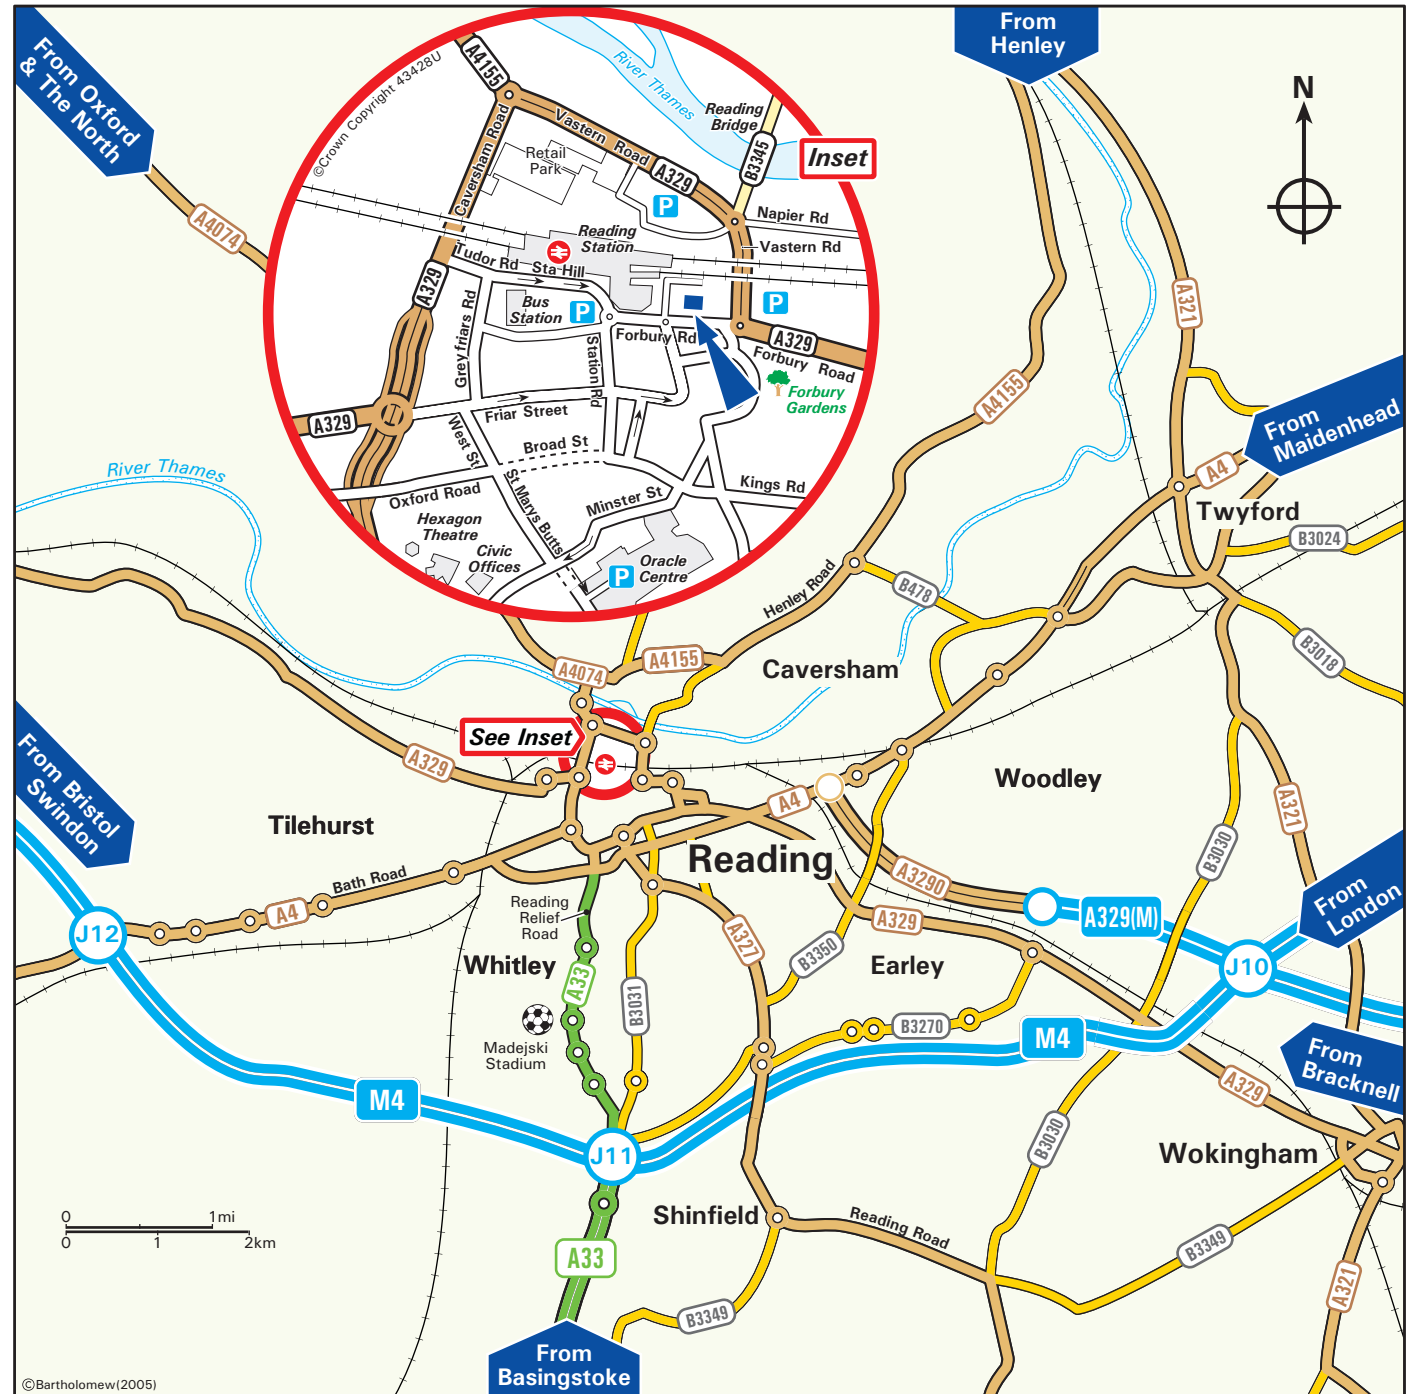 From Oxford
& The North
From
Henley
N
©Crown Copyright 43428U
A4155
River Thames
Reading
Bridge
B3345
Inset
Vastern Road
Caversham Road
Retail
Park
A329
P
Napier Rd
Vastern Rd
Reading
Station
Tudor Rd
Sta Hill
A329
Bus
Station
P
P
Greyfriars Rd
Station Rd
Forbury Rd
A329
Forbury Road
Forbury
Gardens
A329
Friar Street
West St
Broad St
Oxford Road
St Marys Butts
Minster St
Kings Rd
Hexagon
Theatre
Civic
Offices
P
Oracle
Centre
A4074
A321
A4155
From
Maidenhead
A4
Twyford
B3024
River Thames
Henley Road
B478
B3018
A4074
A4155
Caversham
See Inset
A329
From Bristol
Swindon
Woodley
A4
Tilehurst
Reading
A321
B3030
Bath Road
A3290
A4
Reading
Relief
Road
A329
A329(M)
From
London
J12
A327
B3350
Whitley
Earley
J10
A33
B3031
B3270
M4
Madejski
Stadium
From
Bracknell
M4
A329
B3030
J11
Wokingham
0
1mi
0
1
2km
Shinfield
Reading Road
B3349
A33
A321
B3349
From
Basingstoke
©Bartholomew(2005)